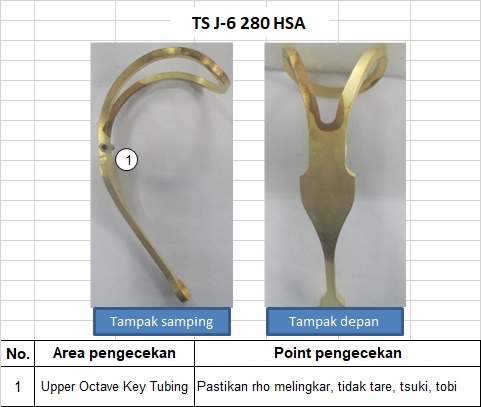 TS J-6 280 HSA
1
Tampak samping
Tampak depan
No. Area pengecekan Point pengecekan
1 Upper Octave Key Tubing Pastikan rho melingkar, tidak tare, tsuki, tobi